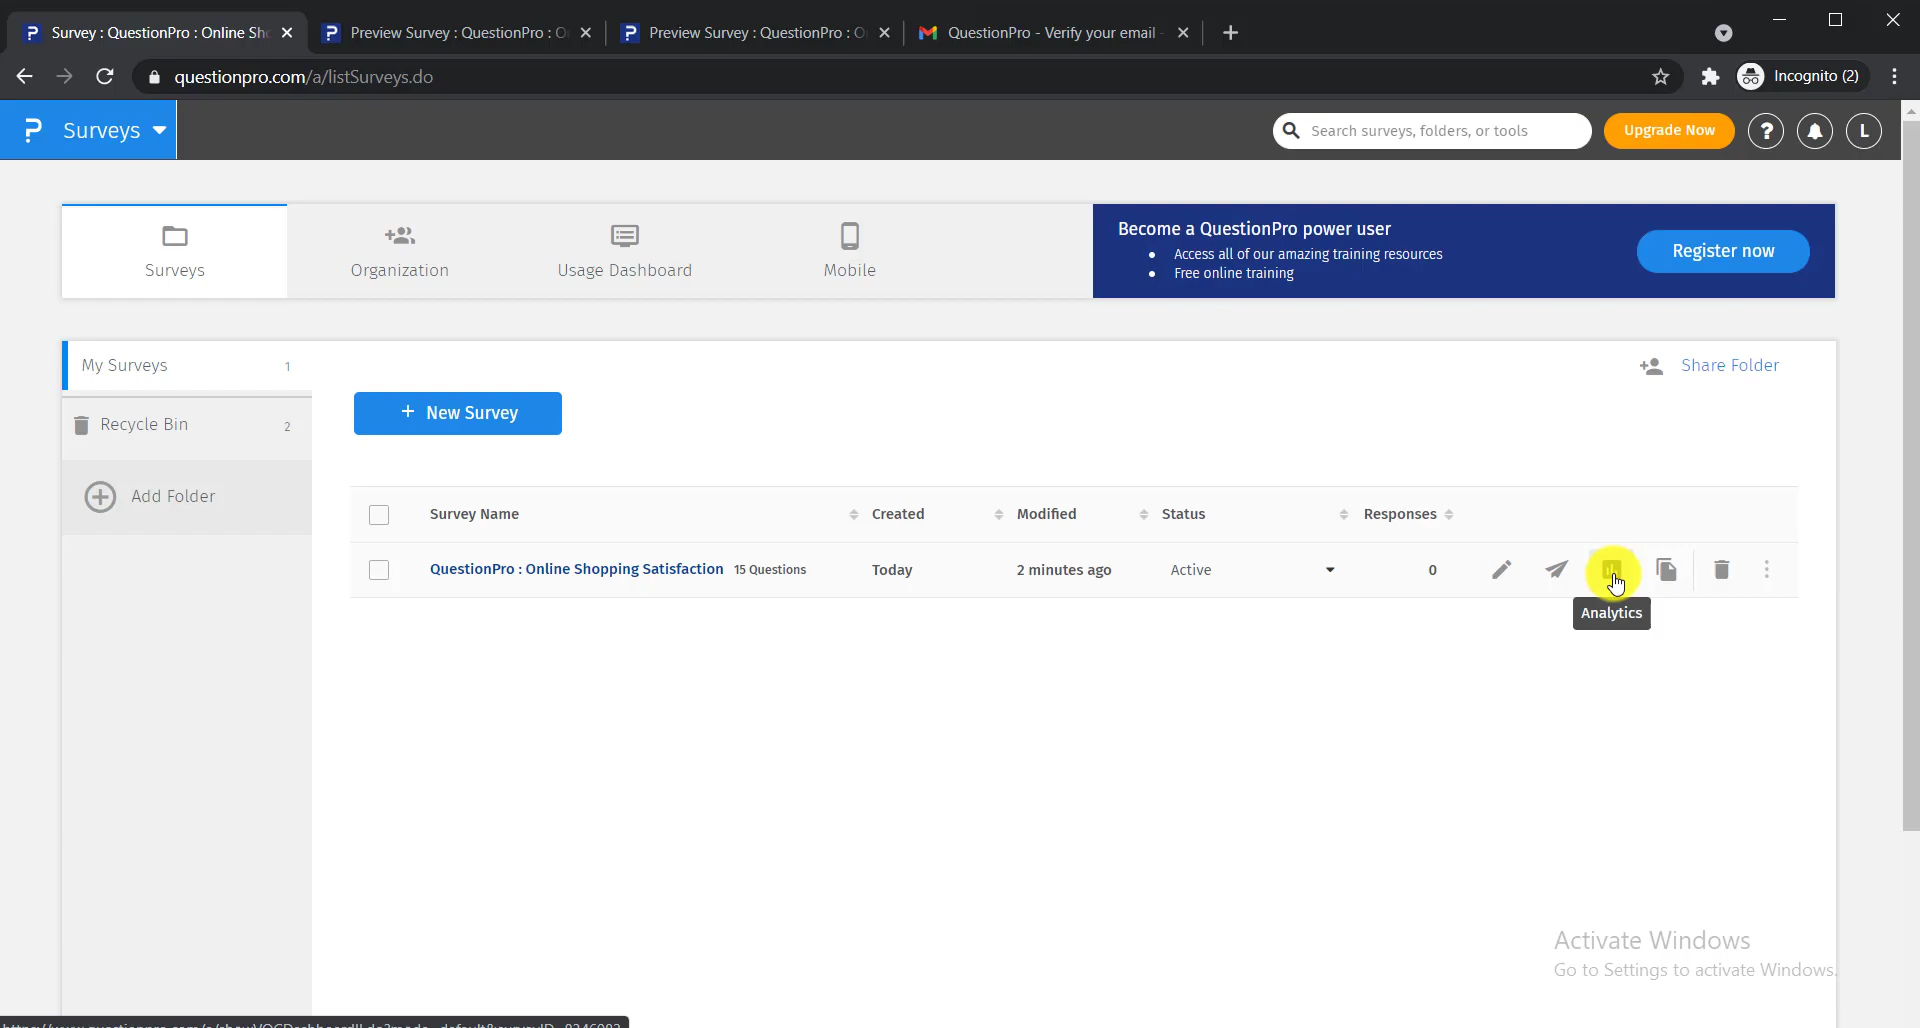 Survey : QuestionPro : Online Sh
Preview Survey : QuestionPro : O
Preview Survey : QuestionPro : O
QuestionPro - Verify your email -
questionpro.com/a/listSurveys.do
Incognito (2)
Surveys
Search surveys, folders, or tools
Upgrade Now
?
L
Surveys
Organization
Usage Dashboard
Mobile
Become a QuestionPro power user
• Access all of our amazing training resources
• Free online training
Register now
My Surveys 1
Share Folder
Recycle Bin 2
+ New Survey
Add Folder
Survey Name Created Modified Status Responses
QuestionPro : Online Shopping Satisfaction 15 Questions Today 2 minutes ago Active 0
Analytics
Activate Windows
Go to Settings to activate Windows.